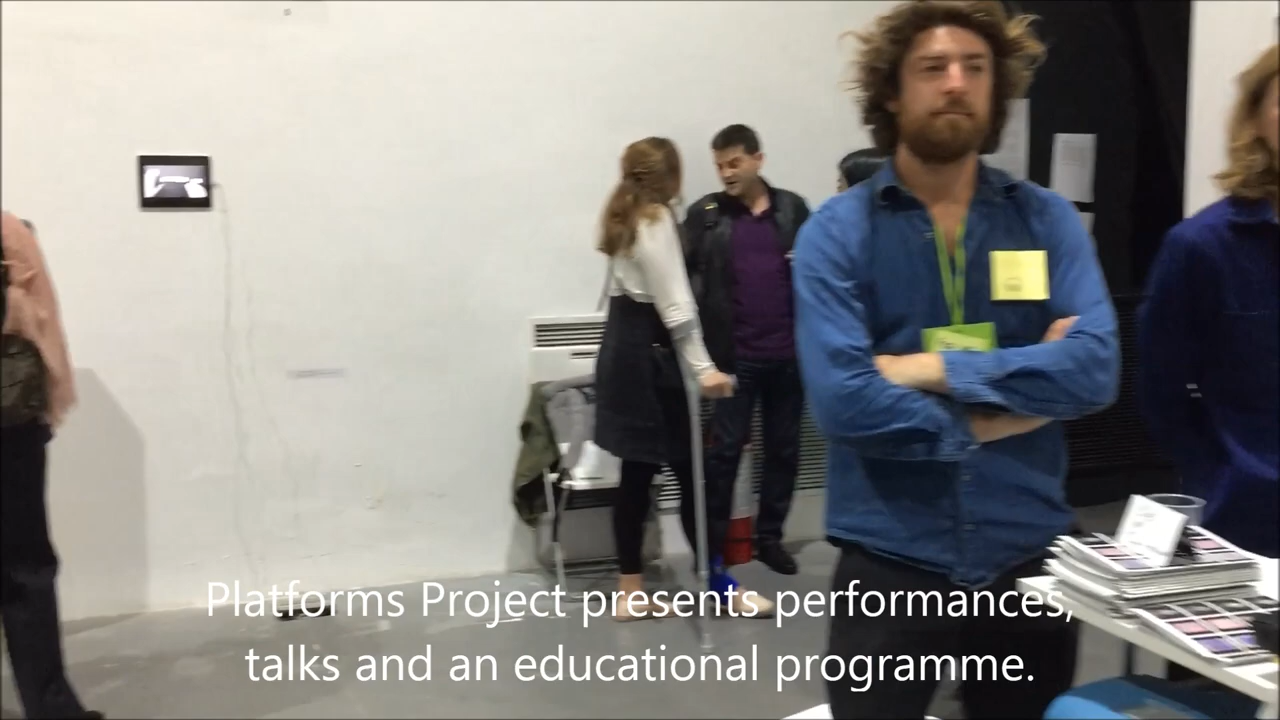 Platforms Project presents performances,
talks and an educational programme.